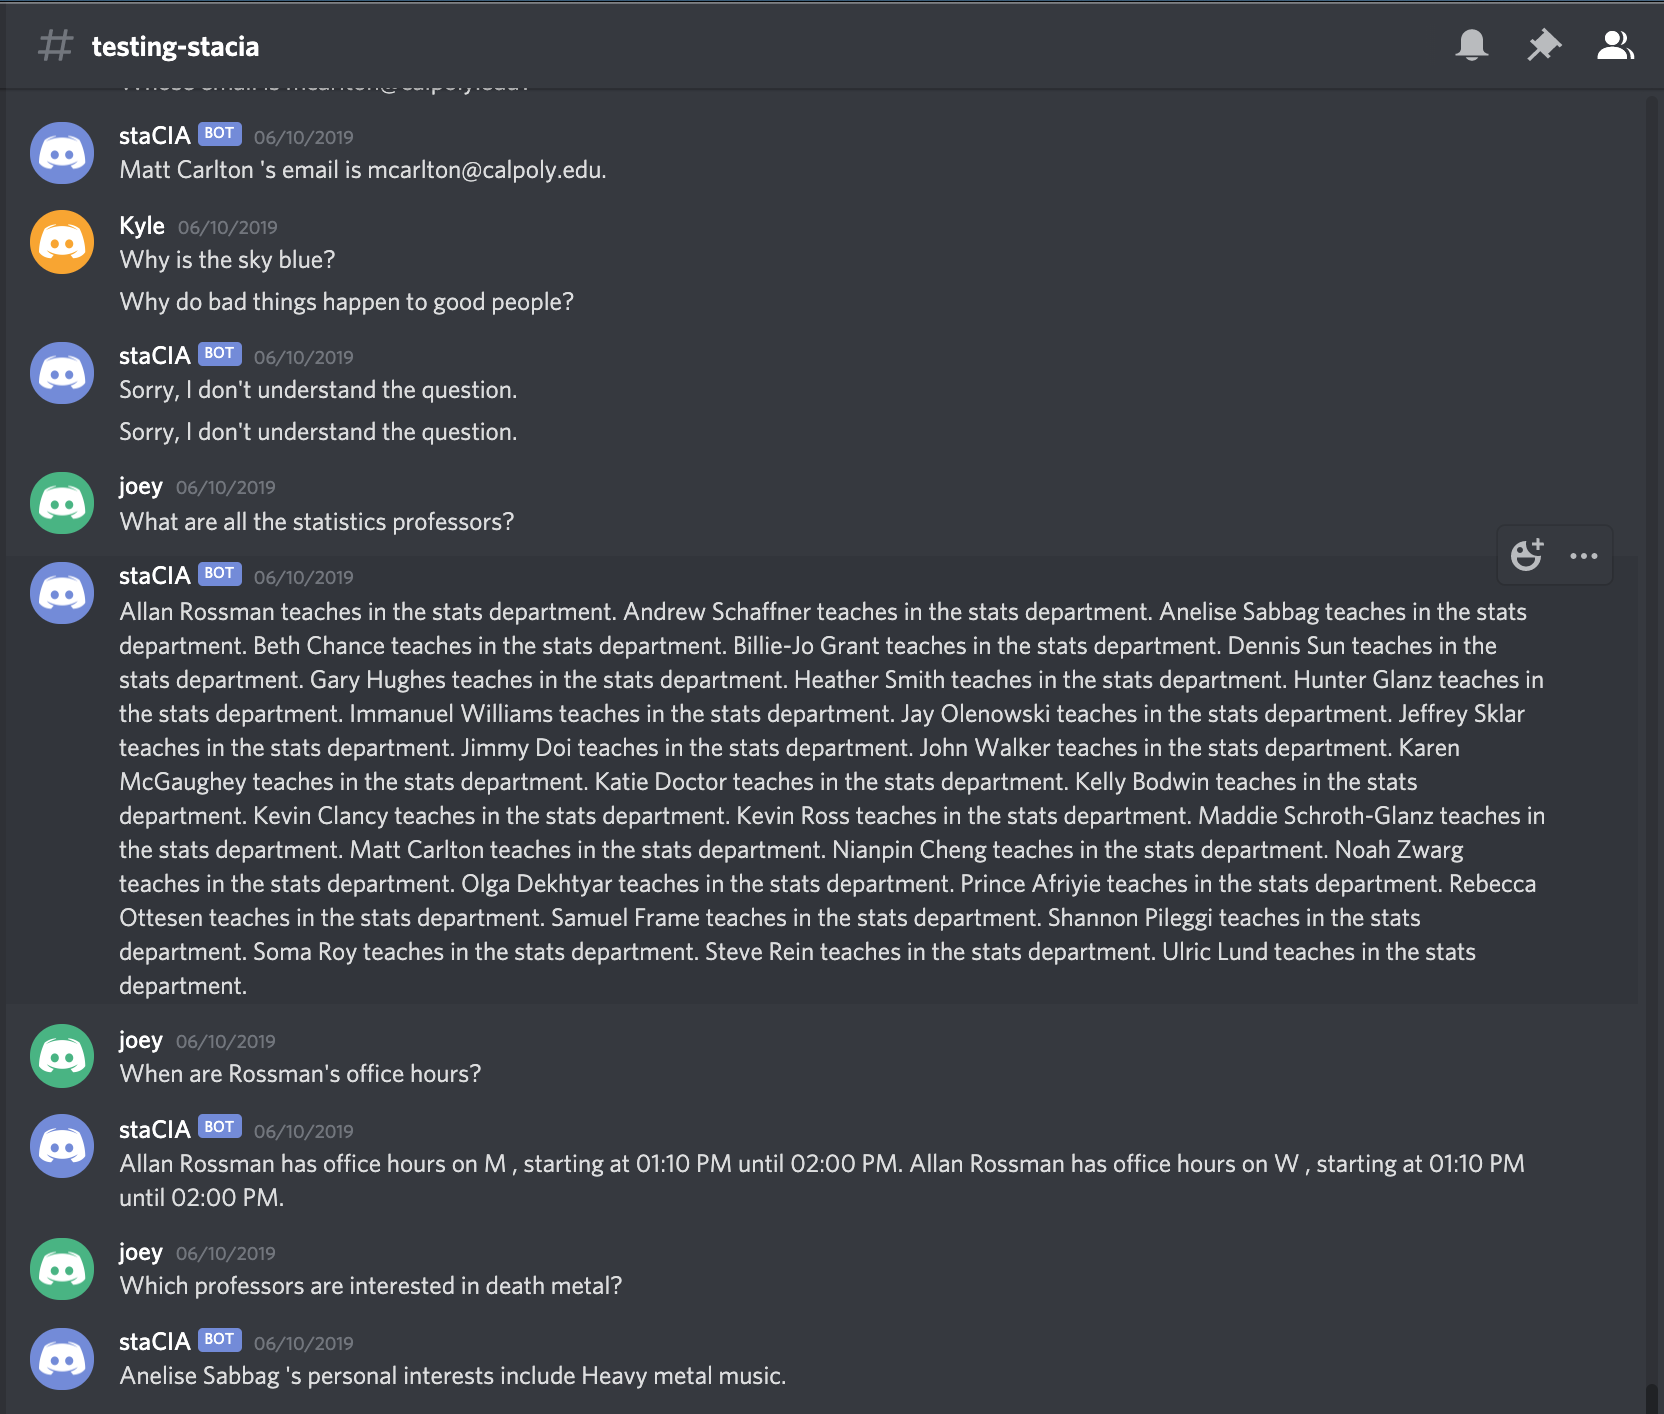 testing-stacia
staCIA BOT 06/10/2019
Matt Carlton 's email is mcarlton@calpoly.edu.
Kyle 06/10/2019
Why is the sky blue?
Why do bad things happen to good people?
staCIA BOT 06/10/2019
Sorry, I don't understand the question.
Sorry, I don't understand the question.
joey 06/10/2019
What are all the statistics professors?
staCIA BOT 06/10/2019
Allan Rossman teaches in the stats department. Andrew Schaffner teaches in the stats department. Anelise Sabbag teaches in the stats
department. Beth Chance teaches in the stats department. Billie-Jo Grant teaches in the stats department. Dennis Sun teaches in the
stats department. Gary Hughes teaches in the stats department. Heather Smith teaches in the stats department. Hunter Glanz teaches in
the stats department. Immanuel Williams teaches in the stats department. Jay Olenowski teaches in the stats department. Jeffrey Sklar
teaches in the stats department. Jimmy Doi teaches in the stats department. John Walker teaches in the stats department. Karen
McGaughey teaches in the stats department. Katie Doctor teaches in the stats department. Kelly Bodwin teaches in the stats
department. Kevin Clancy teaches in the stats department. Kevin Ross teaches in the stats department. Maddie Schroth-Glanz teaches in
the stats department. Matt Carlton teaches in the stats department. Nianpin Cheng teaches in the stats department. Noah Zwarg
teaches in the stats department. Olga Dekhtyar teaches in the stats department. Prince Afriyie teaches in the stats department. Rebecca
Ottesen teaches in the stats department. Samuel Frame teaches in the stats department. Shannon Pileggi teaches in the stats
department. Soma Roy teaches in the stats department. Steve Rein teaches in the stats department. Ulric Lund teaches in the stats
department.
joey 06/10/2019
When are Rossman's office hours?
staCIA BOT 06/10/2019
Allan Rossman has office hours on M , starting at 01:10 PM until 02:00 PM. Allan Rossman has office hours on W , starting at 01:10 PM
until 02:00 PM.
joey 06/10/2019
Which professors are interested in death metal?
staCIA BOT 06/10/2019
Anelise Sabbag 's personal interests include Heavy metal music.